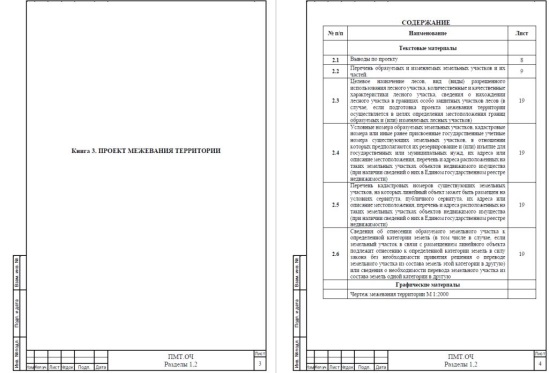 Книга 3. ПРОЕКТ МЕЖЕВАНИЯ ТЕРРИТОРИИ
Взам. инв. №
Подп. и дата
Инв. № подл.
Лист
Подп.
Дата
ПМТ ОЧ
Разделы 1,2
Лист
3
СОДЕРЖАНИЕ
№ п/п
Наименование
Лист
Текстовые материалы
2.1
Выводы по проекту
8
2.2
Перечень образуемых и изменяемых земельных участков и их
частей.
9
2.3
Целевое назначение лесов, вид (виды) разрешенного
использования лесного участка, количественные и качественные
характеристики лесного участка, сведения о нахождении
лесного участка в границах особо защитных участков лесов (в
случае, если подготовка проекта межевания территории
осуществляется в целях определения местоположения границ
образуемых и (или) изменяемых лесных участков)
19
2.4
Условные номера образуемых земельных участков, кадастровые
номера или иные ранее присвоенные государственные учетные
номера существующих земельных участков, в отношении
которых предполагаются их резервирование и (или) изъятие для
государственных или муниципальных нужд, их адреса или
описание местоположения, перечень и адреса расположенных на
таких земельных участках объектов недвижимого имущества
(при наличии сведений о них в Едином государственном реестре
недвижимости)
19
2.5
Перечень кадастровых номеров существующих земельных
участков, на которых линейный объект может быть размещен на
условиях сервитута, публичного сервитута, их адреса или
описание местоположения, перечень и адреса расположенных на
таких земельных участках объектов недвижимого имущества
(при наличии сведений о них в Едином государственном реестре
недвижимости)
19
2.6
Сведения об отнесении образуемого земельного участка к
определенной категории земель (в том числе в случае, если
земельный участок в связи с размещением линейного объекта
подлежит отнесению к определенной категории земель в силу
закона без необходимости принятия решения о переводе
земельного участка из состава земель этой категории в другую)
или сведения о необходимости перевода земельного участка из
состава земель одной категории в другую
19
Графические материалы
Чертеж межевания территории М 1:2000
Взам. инв. №
Подп. и дата
Инв. № подл.
Лист
Подп.
Дата
ПМТ ОЧ
Разделы 1,2
Лист
4